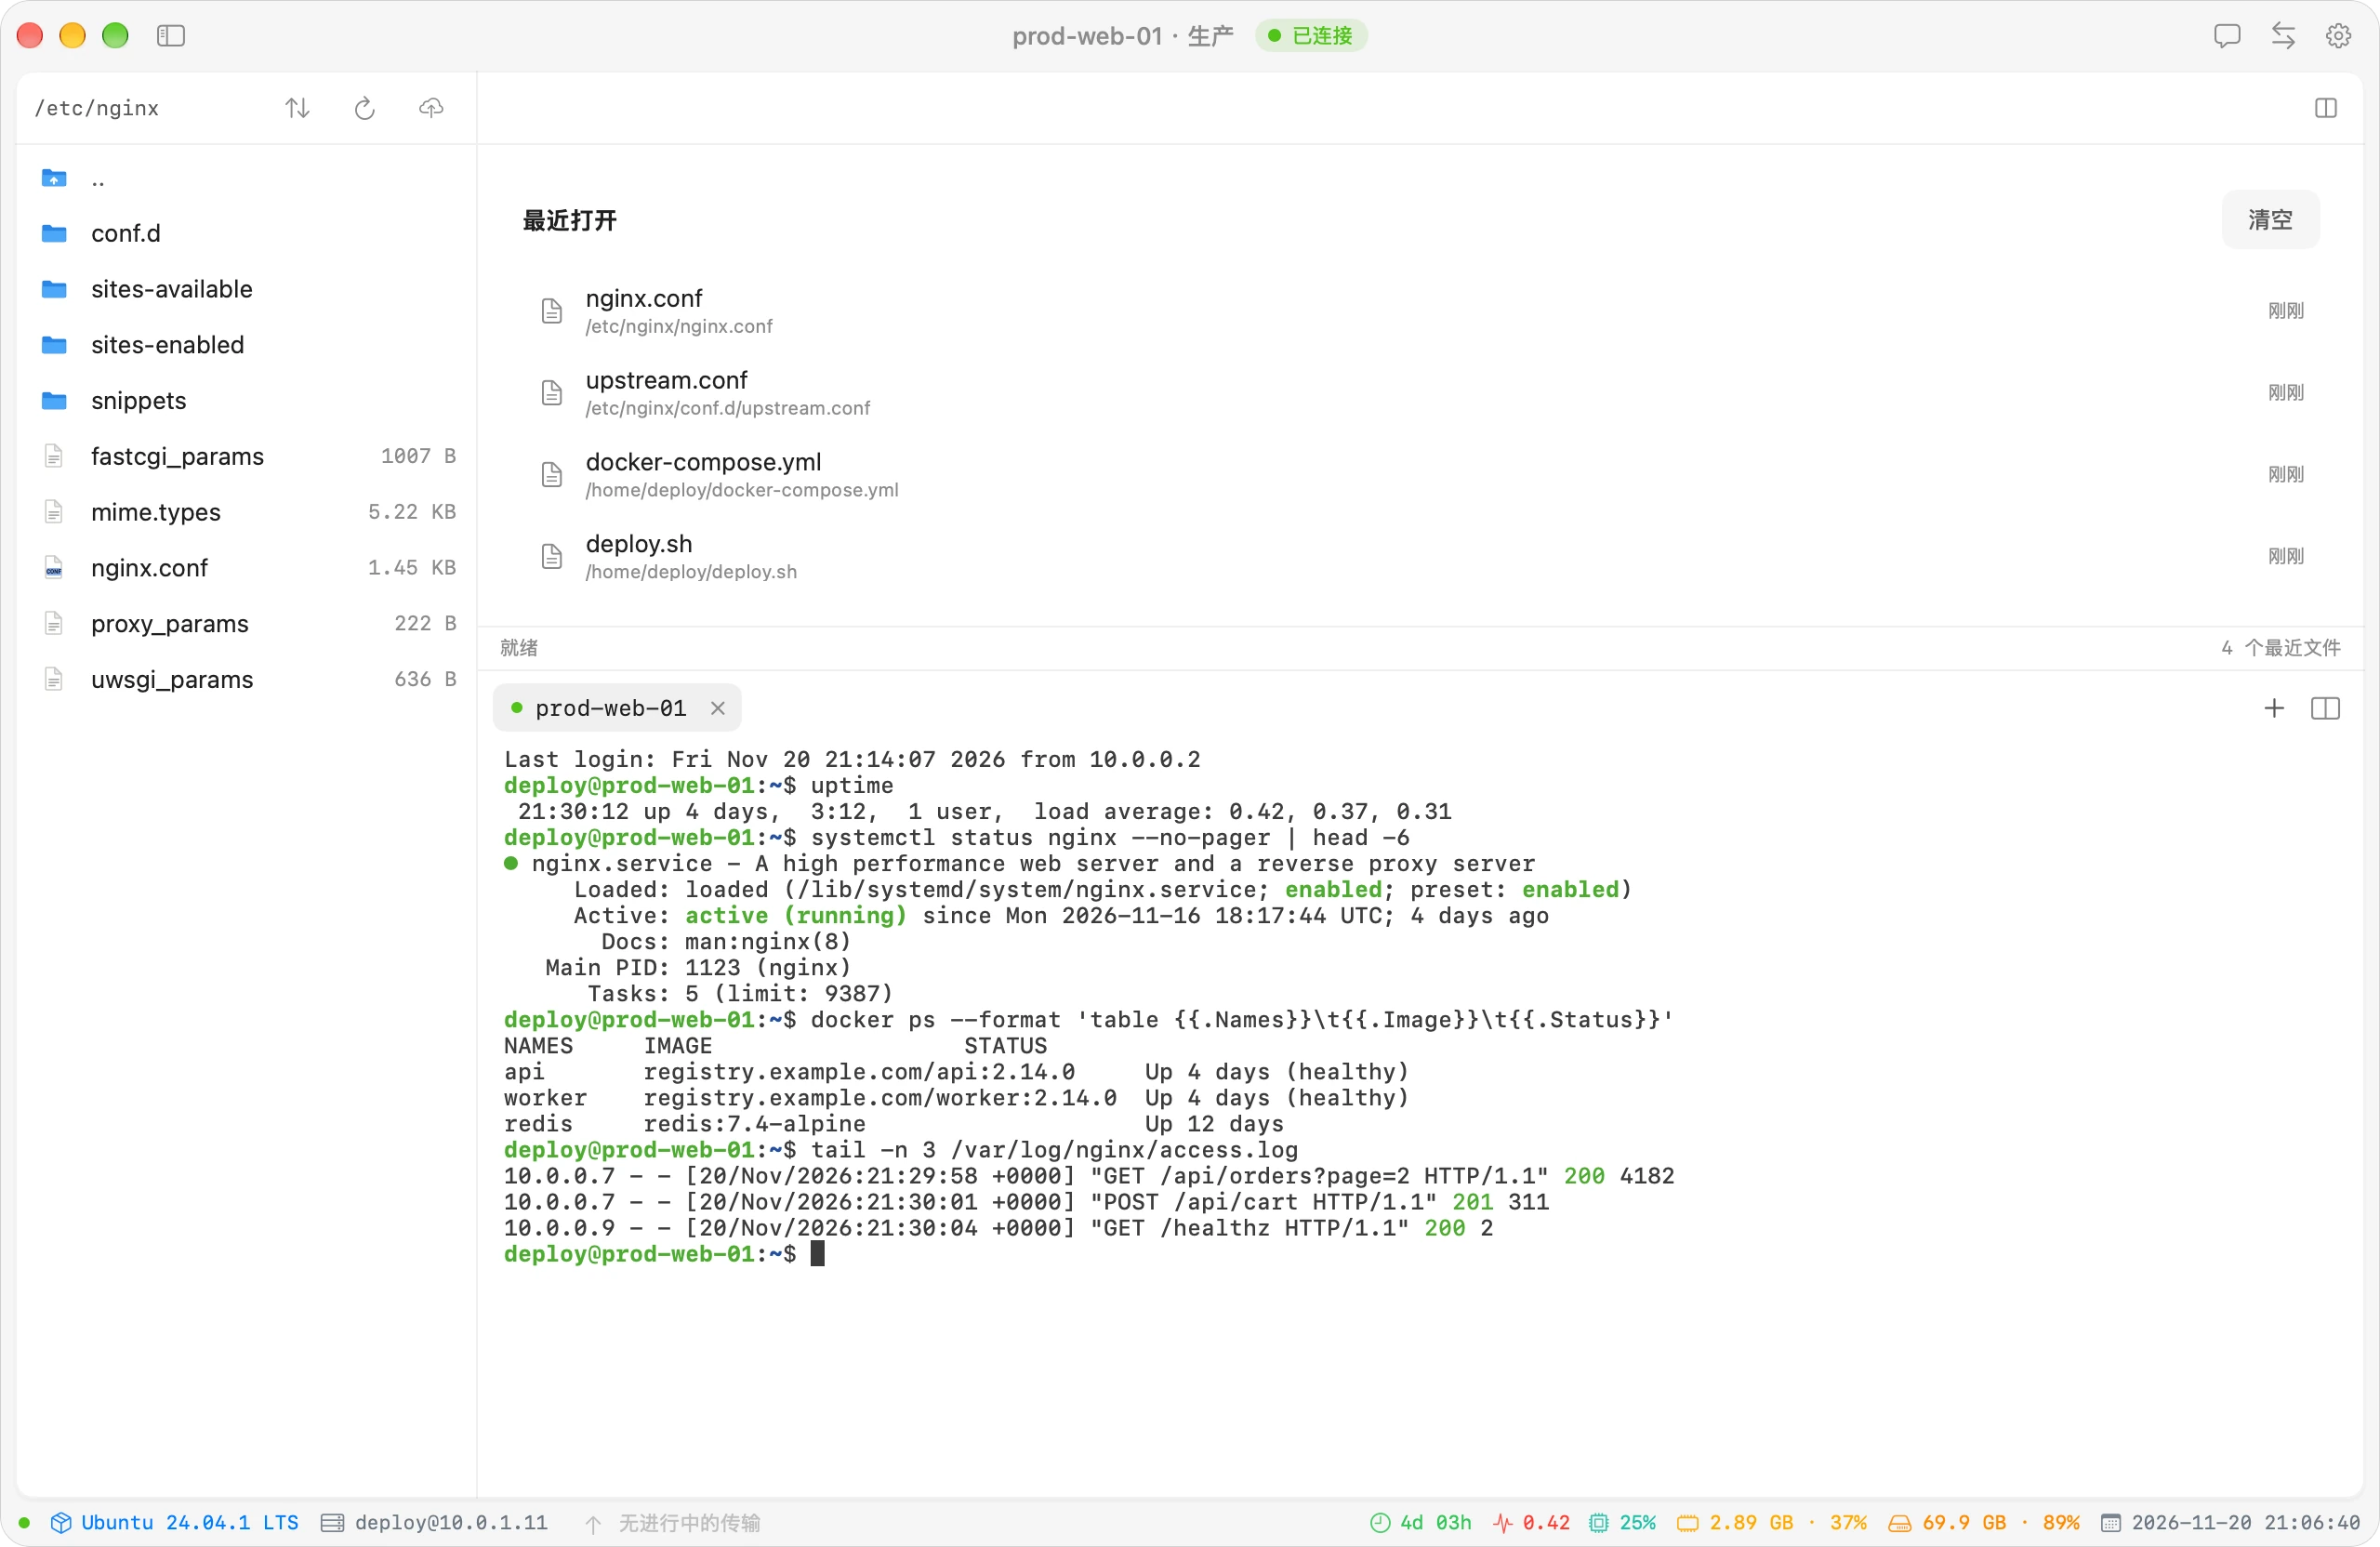 prod-web-01 · 生产
已连接
/etc/nginx
..
conf.d
sites-available
sites-enabled
snippets
fastcgi_params 1007 B
mime.types 5.22 KB
CONF
nginx.conf 1.45 KB
proxy_params 222 B
uwsgi_params 636 B
最近打开
清空
nginx.conf
/etc/nginx/nginx.conf
刚刚
upstream.conf
/etc/nginx/conf.d/upstream.conf
刚刚
docker-compose.yml
/home/deploy/docker-compose.yml
刚刚
deploy.sh
/home/deploy/deploy.sh
刚刚
就绪
4 个最近文件
prod-web-01
Last login: Fri Nov 20 21:14:07 2026 from 10.0.0.2
deploy@prod-web-01:~$ uptime
 21:30:12 up 4 days,  3:12,  1 user,  load average: 0.42, 0.37, 0.31
deploy@prod-web-01:~$ systemctl status nginx --no-pager | head -6
● nginx.service - A high performance web server and a reverse proxy server
     Loaded: loaded (/lib/systemd/system/nginx.service; enabled; preset: enabled)
     Active: active (running) since Mon 2026-11-16 18:17:44 UTC; 4 days ago
       Docs: man:nginx(8)
   Main PID: 1123 (nginx)
      Tasks: 5 (limit: 9387)
deploy@prod-web-01:~$ docker ps --format 'table {{.Names}}\t{{.Image}}\t{{.Status}}'
NAMES     IMAGE                  STATUS
api       registry.example.com/api:2.14.0     Up 4 days (healthy)
worker    registry.example.com/worker:2.14.0  Up 4 days (healthy)
redis     redis:7.4-alpine                    Up 12 days
deploy@prod-web-01:~$ tail -n 3 /var/log/nginx/access.log
10.0.0.7 - - [20/Nov/2026:21:29:58 +0000] "GET /api/orders?page=2 HTTP/1.1" 200 4182
10.0.0.7 - - [20/Nov/2026:21:30:01 +0000] "POST /api/cart HTTP/1.1" 201 311
10.0.0.9 - - [20/Nov/2026:21:30:04 +0000] "GET /healthz HTTP/1.1" 200 2
deploy@prod-web-01:~$
Ubuntu 24.04.1 LTS deploy@10.0.1.11 无进行中的传输 4d 03h 0.42 25% 2.89 GB · 37% 69.9 GB · 89% 2026-11-20 21:06:40